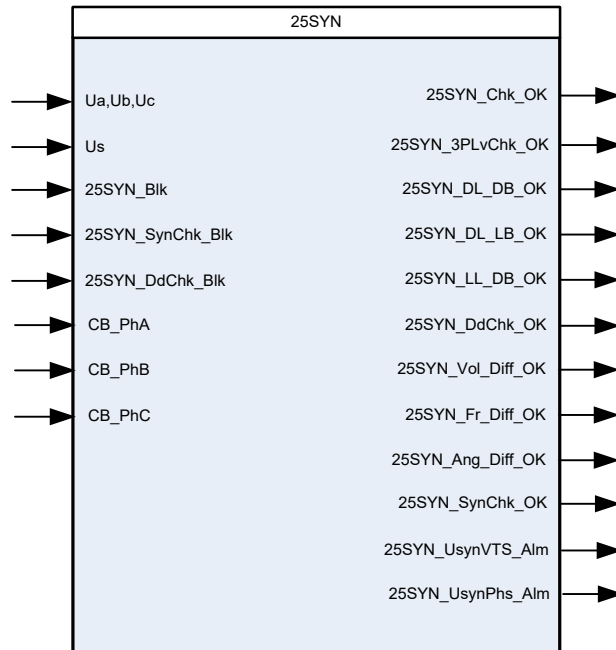 25SYN
Ua,Ub,Uc
Us
25SYN_Blk
25SYN_SynChk_Blk
25SYN_DdChk_Blk
CB_PhA
CB_PhB
CB_PhC
25SYN_Chk_OK
25SYN_3PLvChk_OK
25SYN_DL_DB_OK
25SYN_DL_LB_OK
25SYN_LL_DB_OK
25SYN_DdChk_OK
25SYN_Vol_Diff_OK
25SYN_Fr_Diff_OK
25SYN_Ang_Diff_OK
25SYN_SynChk_OK
25SYN_UsynVTS_Alm
25SYN_UsynPhs_Alm